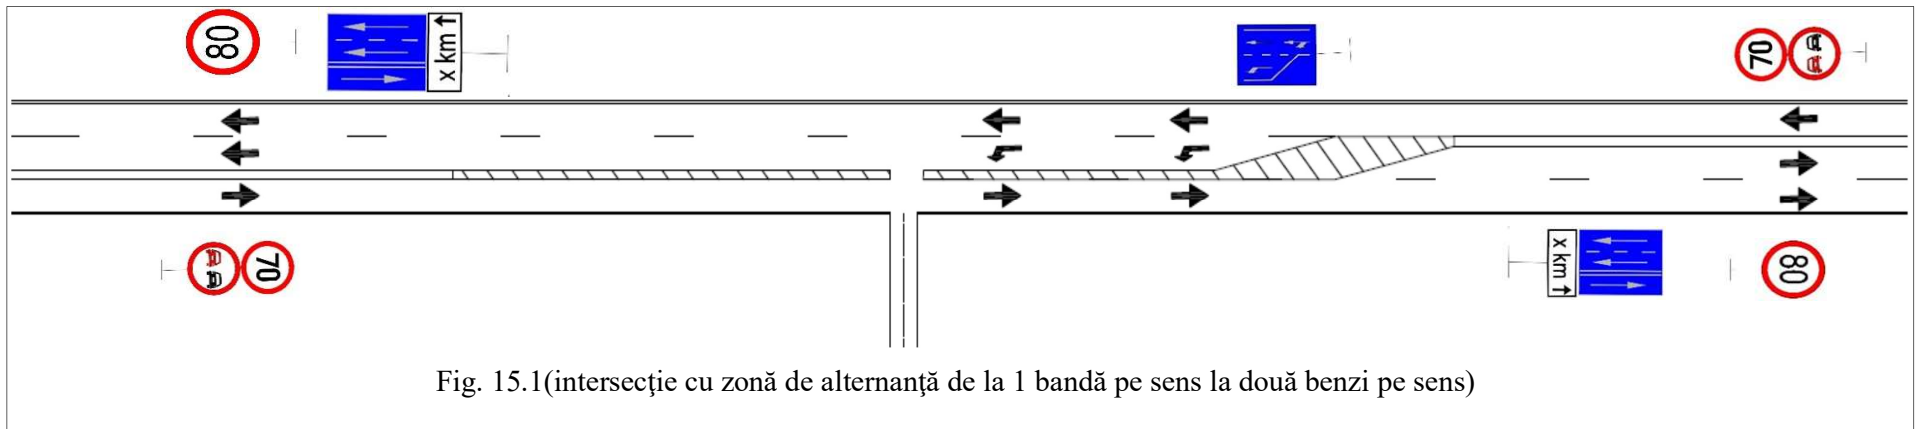 80
x km
70
70
x km
80
Fig. 15.1(intersecţie cu zonă de alternanţă de la 1 bandă pe sens la două benzi pe sens)